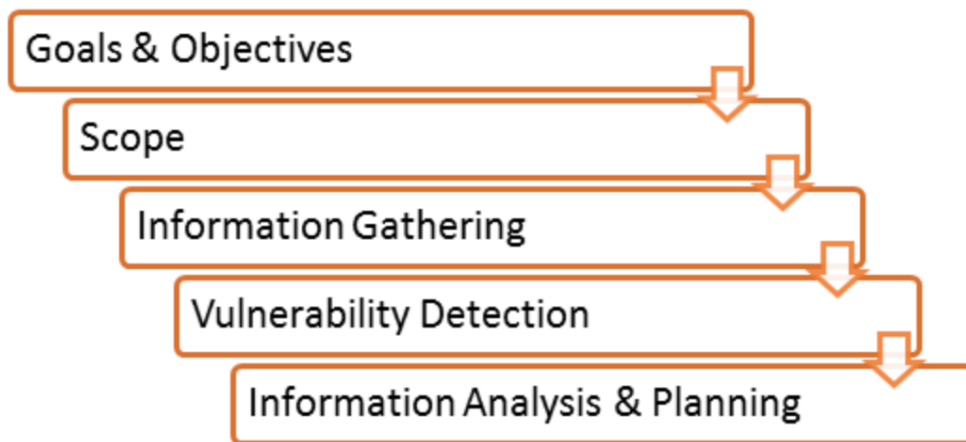 Goals & Objectives
Scope
Information Gathering
Vulnerability Detection
Information Analysis & Planning